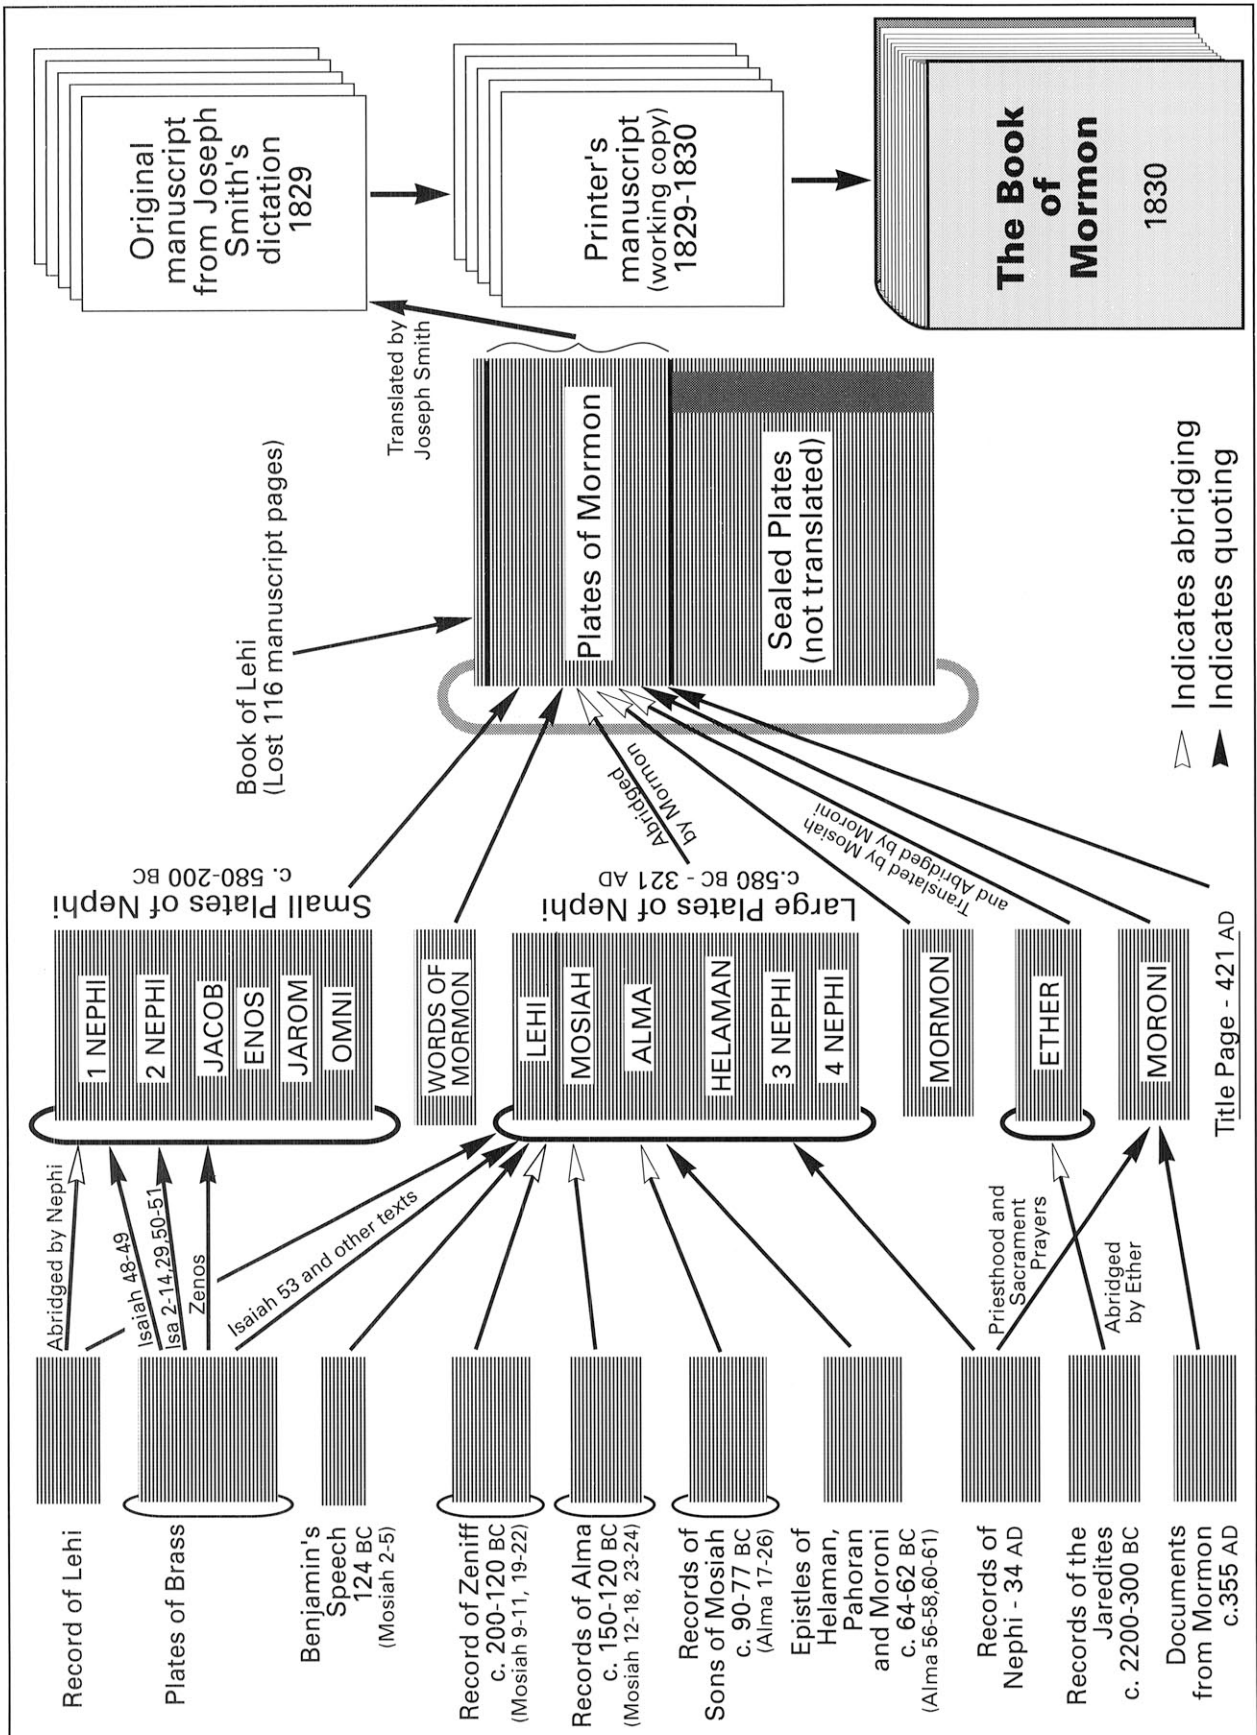 Record of Lehi
Plates of Brass
Benjamin's
Speech
124 BC
(Mosiah 2-5)
Record of Zeniff
c. 200-120 BC
(Mosiah 9-11, 19-22)
Records of Alma
c. 150-120 BC
(Mosiah 12-18, 23-24)
Records of
Sons of Mosiah
c. 90-77 BC
(Alma 17-26)
Epistles of
Helaman,
Pahoran
and Moroni
c. 64-62 BC
(Alma 56-58,60-61)
Records of
Nephi - 34 AD
Records of the
Jaredites
c. 2200-300 BC
Documents
from Mormon
c.355 AD
Abridged by Nephi
Isaiah 48-49
Isa 2-14,29,50-51
Zenos
Isaiah 53 and other texts
Priesthood and
Sacrament
Prayers
Abridged
by Ether
1 NEPHI
2 NEPHI
JACOB
ENOS
JAROM
OMNI
Small Plates of Nephi
c. 580-200 BC
WORDS OF
MORMON
LEHI
MOSIAH
ALMA
HELAMAN
3 NEPHI
4 NEPHI
Large Plates of Nephi
c.580 BC - 321 AD
MORMON
ETHER
MORONI
Title Page - 421 AD
Abridged
by Mormon
Translated by Mosiah
and Abridged by Moroni
Book of Lehi
(Lost 116 manuscript pages)
Plates of Mormon
Sealed Plates
(not translated)
Translated by
Joseph Smith
Indicates abridging
Indicates quoting
Original
manuscript
from Joseph
Smith's
dictation
1829
Printer's
manuscript
(working copy)
1829-1830
The Book
of
Mormon
1830